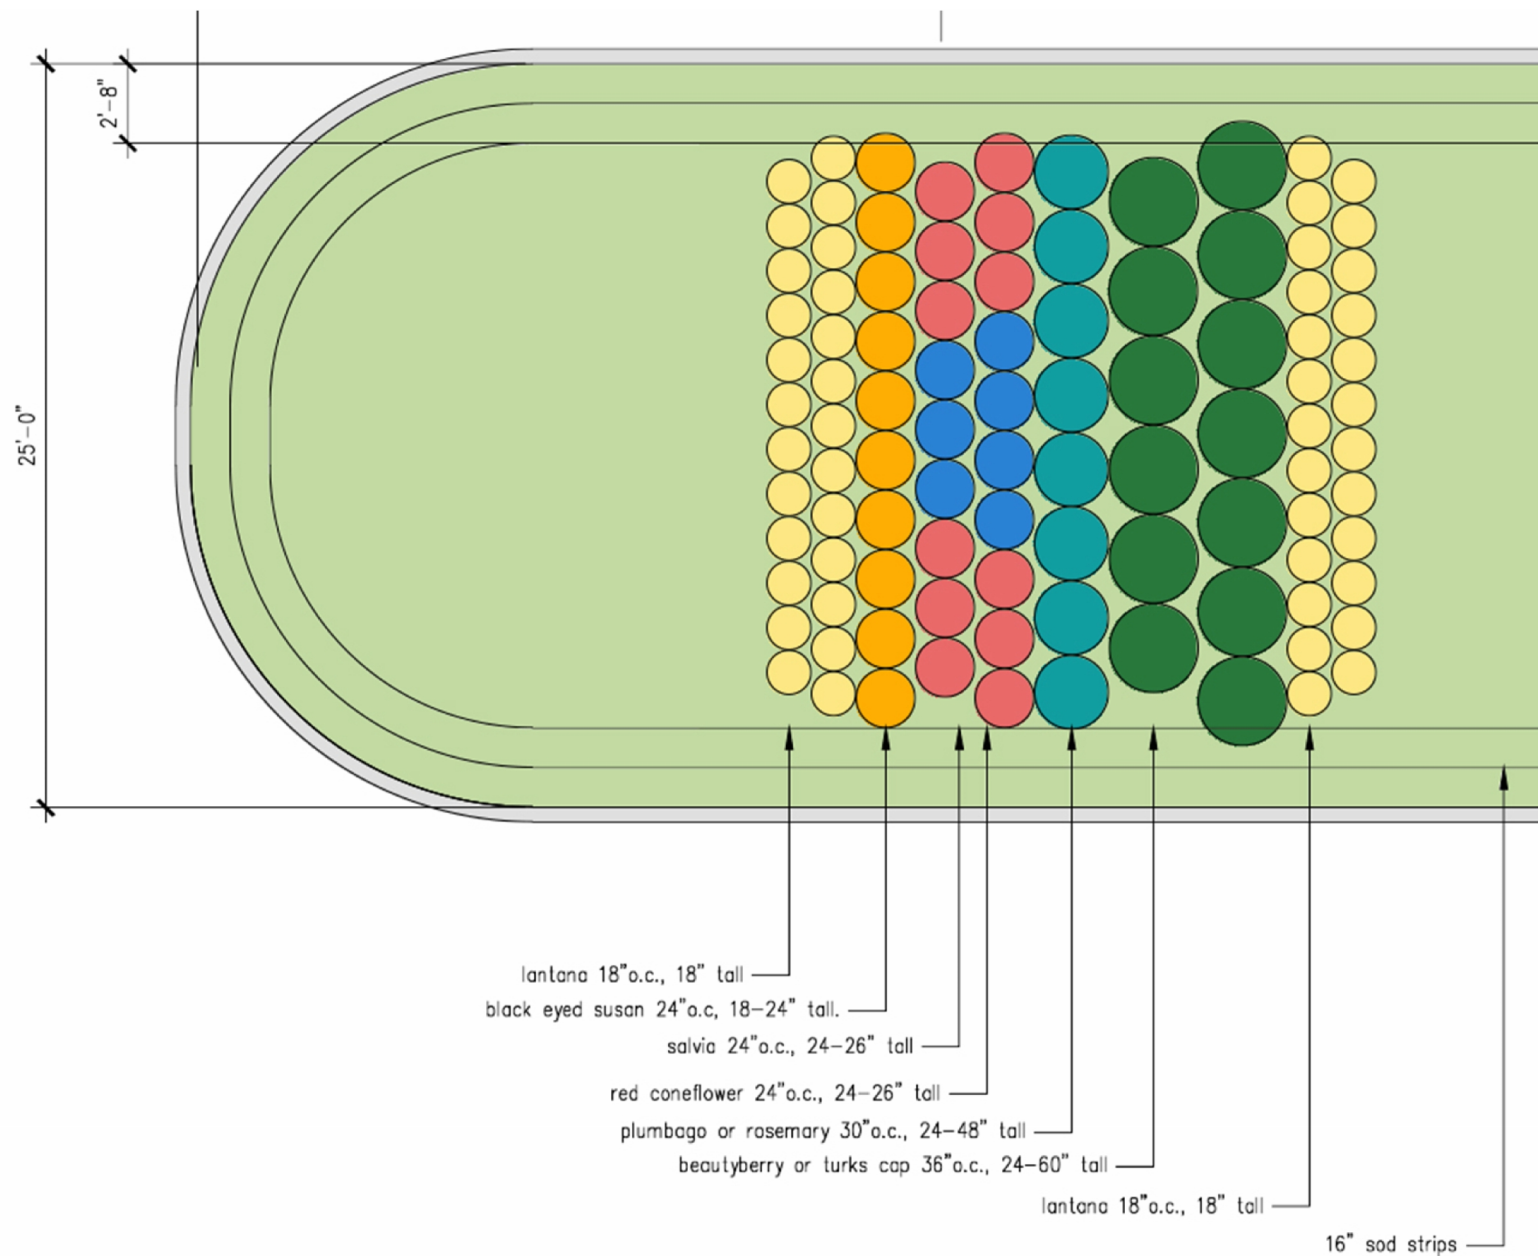 2'-8"
25'-0"
lantana 18"o.c., 18" tall
black eyed susan 24"o.c, 18-24" tall.
salvia 24"o.c., 24-26" tall
red coneflower 24"o.c., 24-26" tall
plumbago or rosemary 30"o.c., 24-48" tall
beautyberry or turks cap 36"o.c., 24-60" tall
lantana 18"o.c., 18" tall
16" sod strips